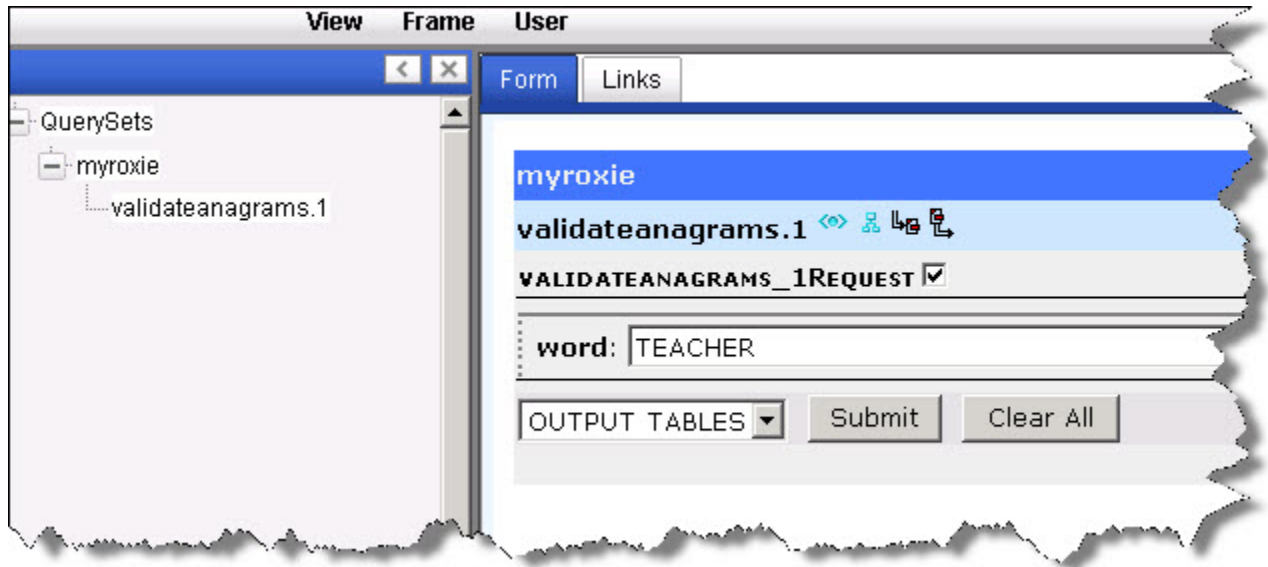 View Frame User
Form Links
QuerySets
myroxie
validateanagrams.1
myroxie
validateanagrams.1
VALIDATEANAGRAMS_1REQUEST
word: TEACHER
OUTPUT TABLES Submit Clear All